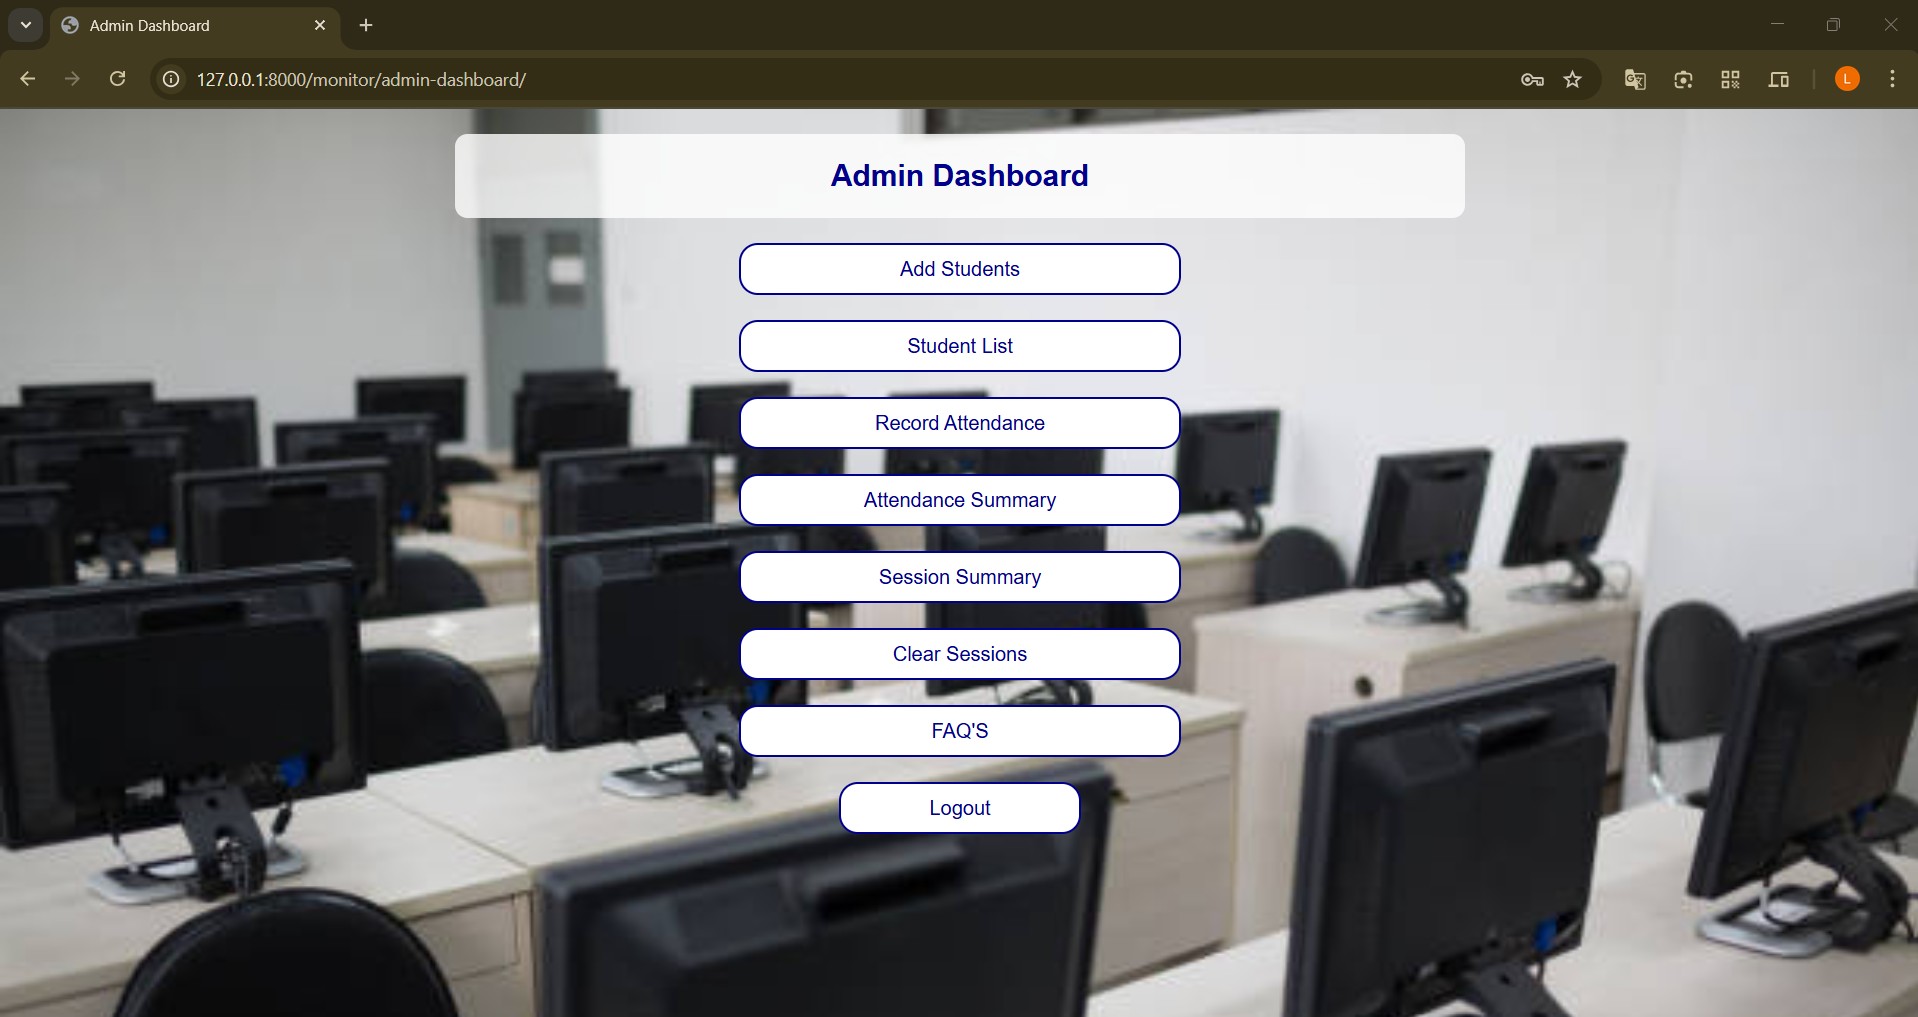 Admin Dashboard
127.0.0.1:8000/monitor/admin-dashboard/
L
Admin Dashboard
Add Students
Student List
Record Attendance
Attendance Summary
Session Summary
Clear Sessions
FAQ'S
Logout